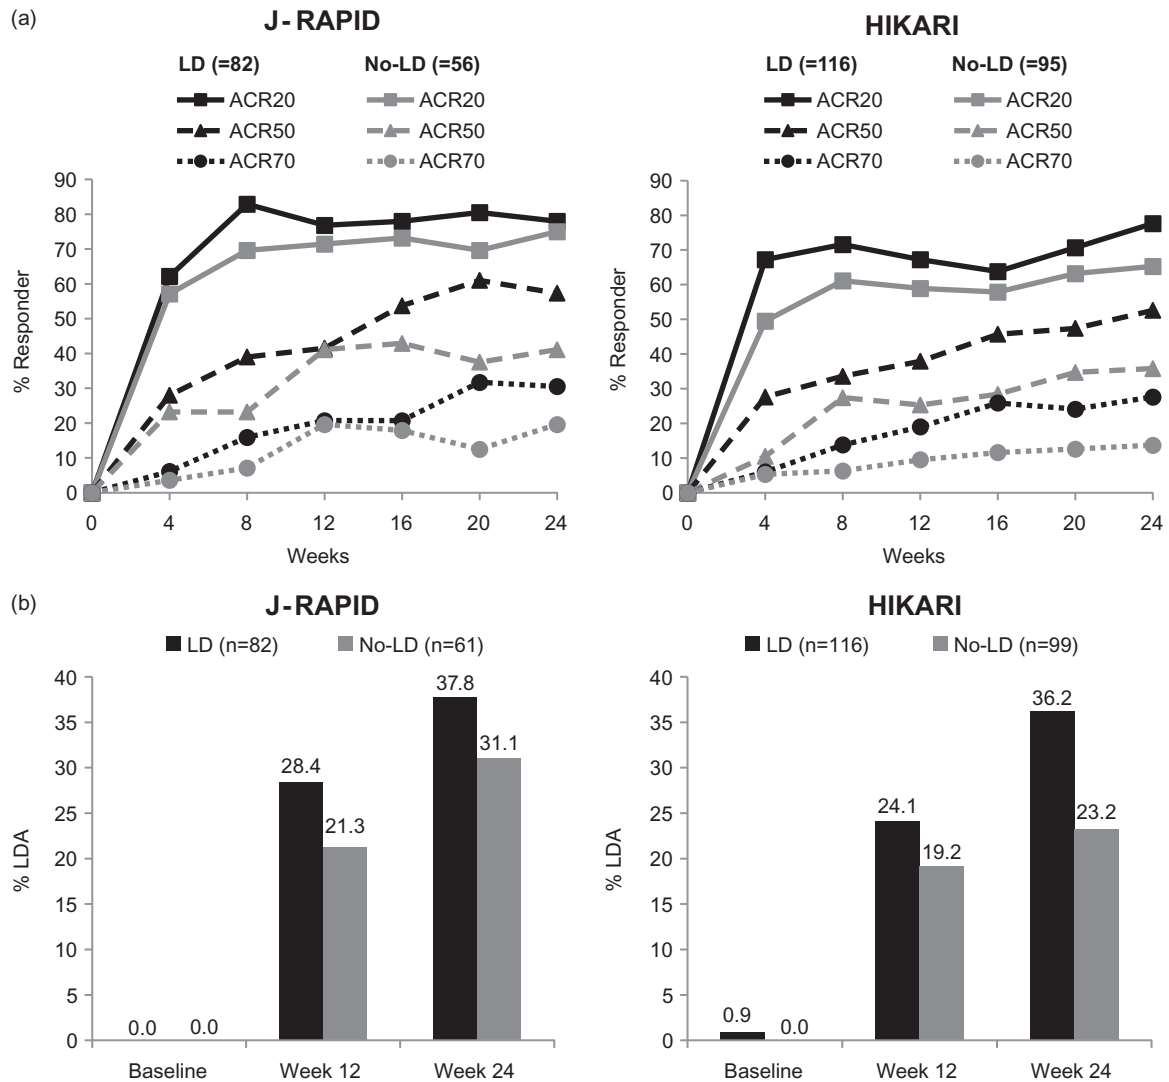 (a)
J-RAPID
LD (=82) No-LD (=56)
ACR20 ACR20
ACR50 ACR50
ACR70 ACR70
90
80
70
60
50
40
30
20
10
0
% Responder
0 4 8 12 16 20 24
Weeks
HIKARI
LD (=116) No-LD (=95)
ACR20 ACR20
ACR50 ACR50
ACR70 ACR70
90
80
70
60
50
40
30
20
10
0
% Responder
0 4 8 12 16 20 24
Weeks
(b)
J-RAPID
LD (n=82) No-LD (n=61)
40
35
30
25
20
15
10
5
0
% LDA
0.0 0.0
28.4 21.3
37.8 31.1
Baseline Week 12 Week 24
HIKARI
LD (n=116) No-LD (n=99)
40
35
30
25
20
15
10
5
0
% LDA
0.9 0.0
24.1 19.2
36.2 23.2
Baseline Week 12 Week 24